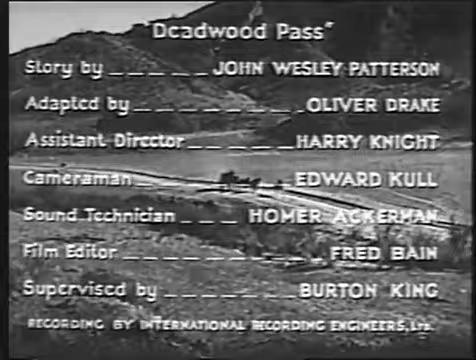 Deadwood Pass"
Story by _ _ _ _ _ JOHN WESLEY PATTERSON
Adapted by _ _ _ _ _ _ _ _ _ OLIVER DRAKE
Assistant Director _ _ _ _ _ HARRY KNIGHT
Cameraman _ _ _ _ _ _ _ _ EDWARD KULL
Sound Technician _ _ _ HOMER ACKERMAN
Film Editor _ _ _ _ _ _ _ _ _ _ FRED BAIN
Supervised by _ _ _ _ _ _ _ BURTON KING
RECORDING BY INTERNATIONAL RECORDING ENGINEERS, Ltd.